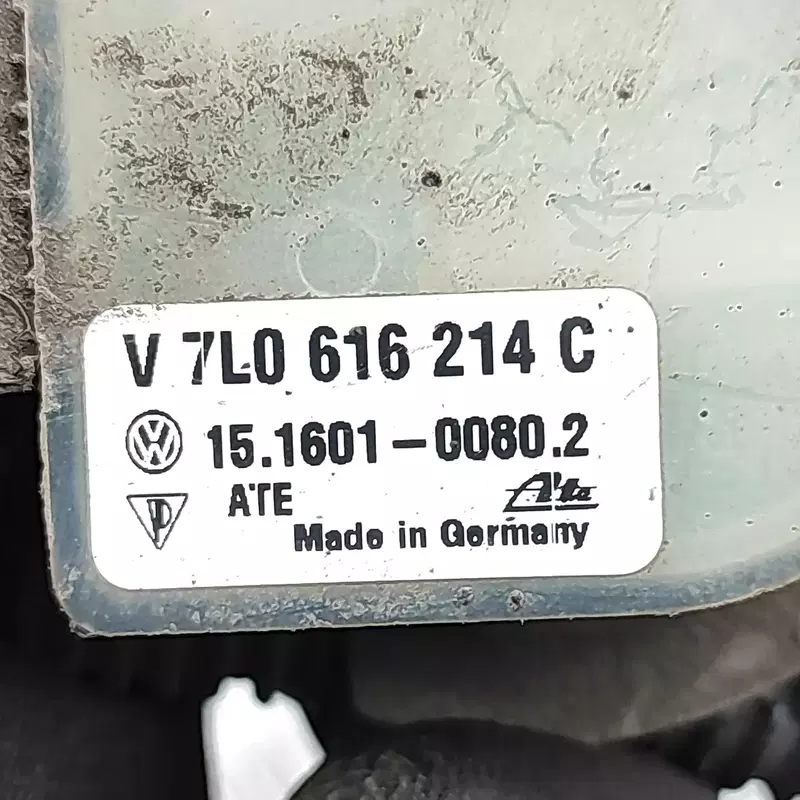 V 7L0 616 214 C
15.1601-0080.2
ATE Ate
Made in Germany